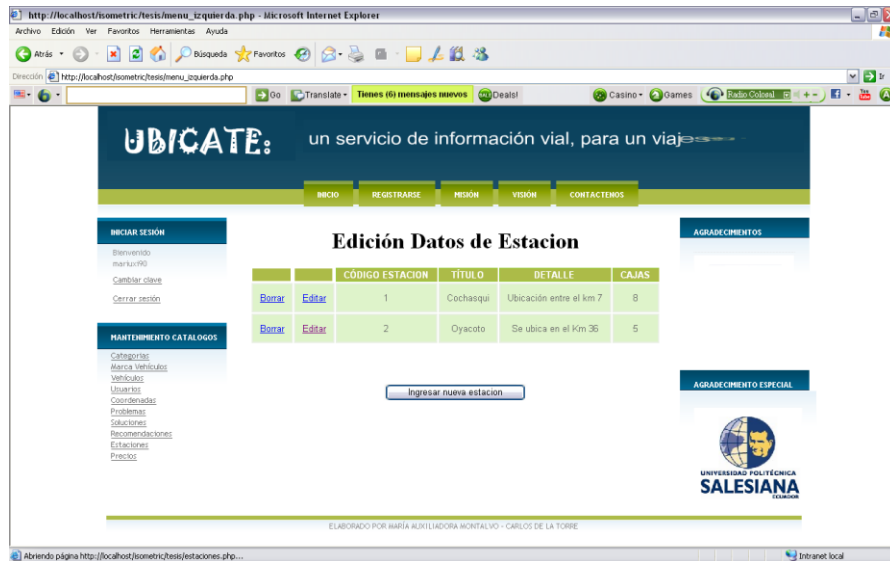 http://localhost/isometric/tesis/menu_izquierda.php - Microsoft Internet Explorer
Archivo Edición Ver Favoritos Herramientas Ayuda
Atrás Búsqueda Favoritos
Dirección http://localhost/isometric/tesis/menu_izquierda.php Ir
Go Translate Tienes (6) mensajes nuevos Deals! Casino Games Radio Colosal
UBICATE: un servicio de información vial, para un viaje
INICIO REGISTRARSE MISIÓN VISIÓN CONTACTENOS
INICIAR SESIÓN
Bienvenido
Cambiar clave
Cerrar sesión
MANTENIMIENTO CATALOGOS
Categorias
Marca Vehículos
Vehículos
Usuarios
Coordenadas
Problemas
Soluciones
Recomendaciones
Estaciones
Precios
Edición Datos de Estacion
CÓDIGO ESTACION TÍTULO DETALLE CAJAS
Borrar Editar 1 Cochasqui Ubicación entre el km 7 8
Borrar Editar 2 Oyacoto Se ubica en el Km 36 5
Ingresar nueva estacion
AGRADECIMIENTOS
AGRADECIMIENTO ESPECIAL
UNIVERSIDAD POLITÉCNICA
SALESIANA
ECUADOR
ELABORADO POR MARÍA AUXILIADORA MONTALVO - CARLOS DE LA TORRE
Abriendo página http://localhost/isometric/tesis/estaciones.php... Intranet local